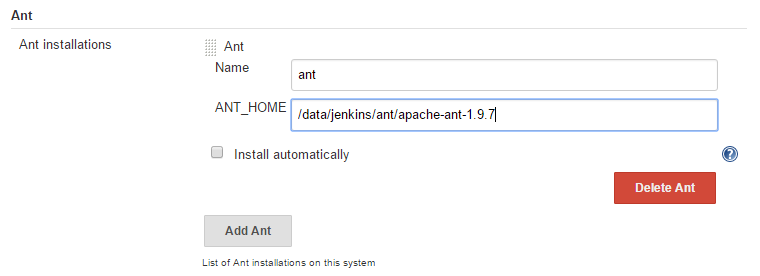 Ant
Ant installations
Ant
Name
ant
ANT_HOME
/data/jenkins/ant/apache-ant-1.9.7
Install automatically
?
Delete Ant
Add Ant
List of Ant installations on this system